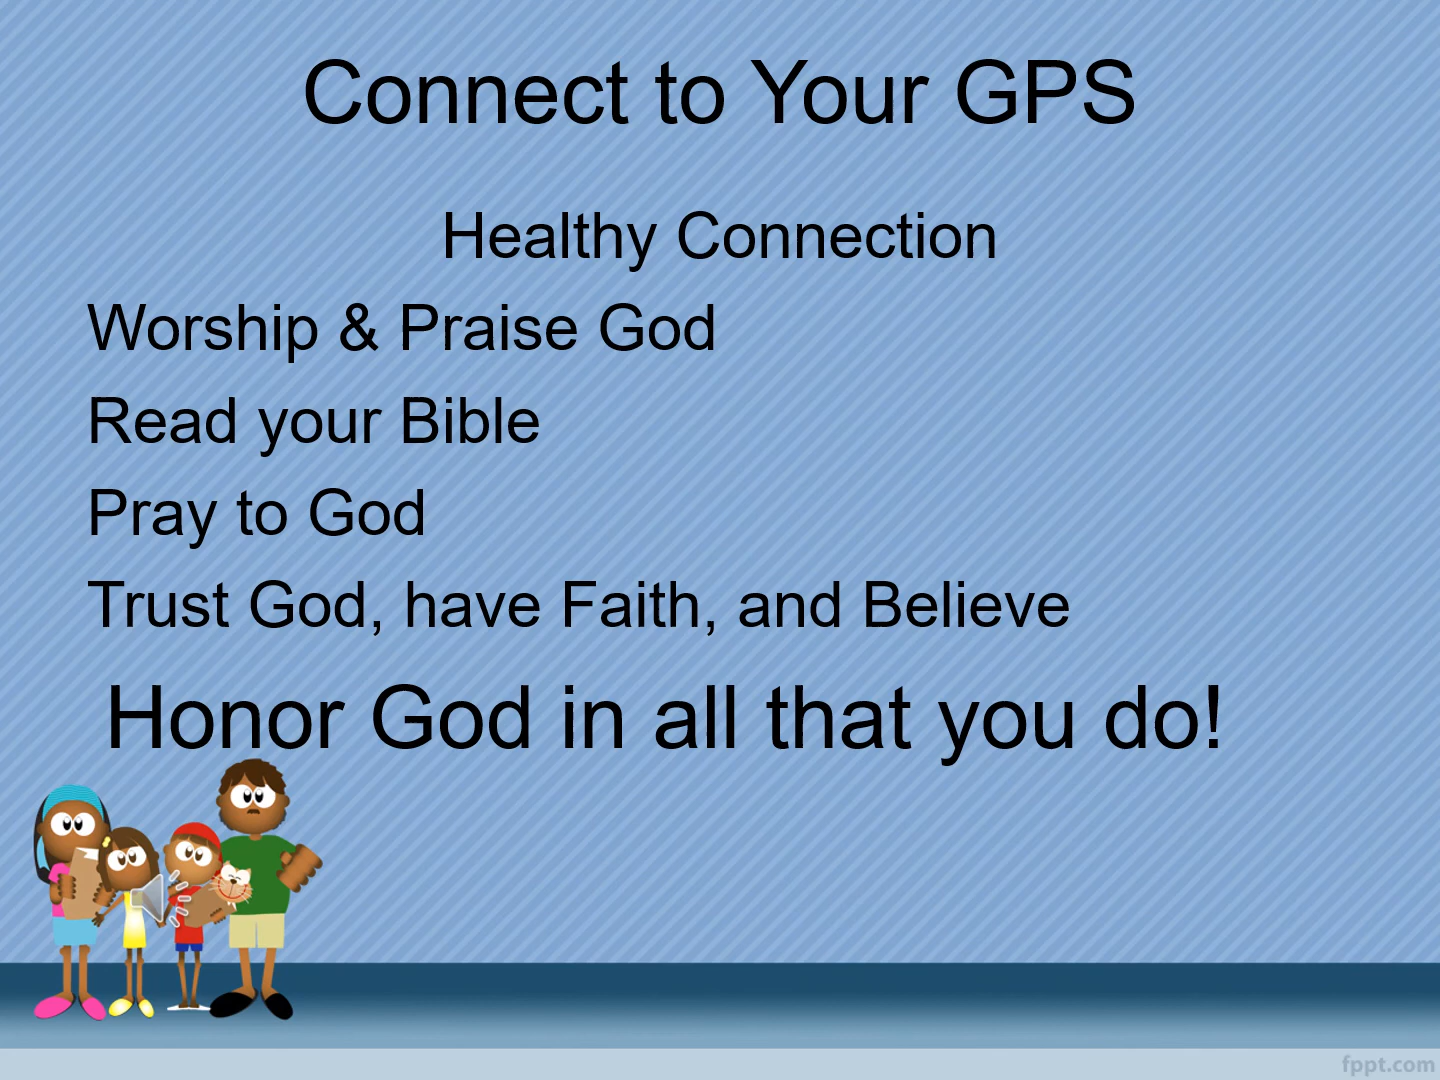 Connect to Your GPS
Healthy Connection
Worship & Praise God
Read your Bible
Pray to God
Trust God, have Faith, and Believe
Honor God in all that you do!
fppt.com